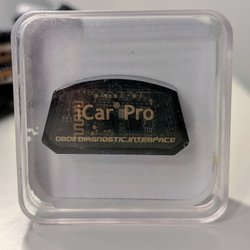 iCar® Pro
OBDII DIAGNOSTIC INTERFACE